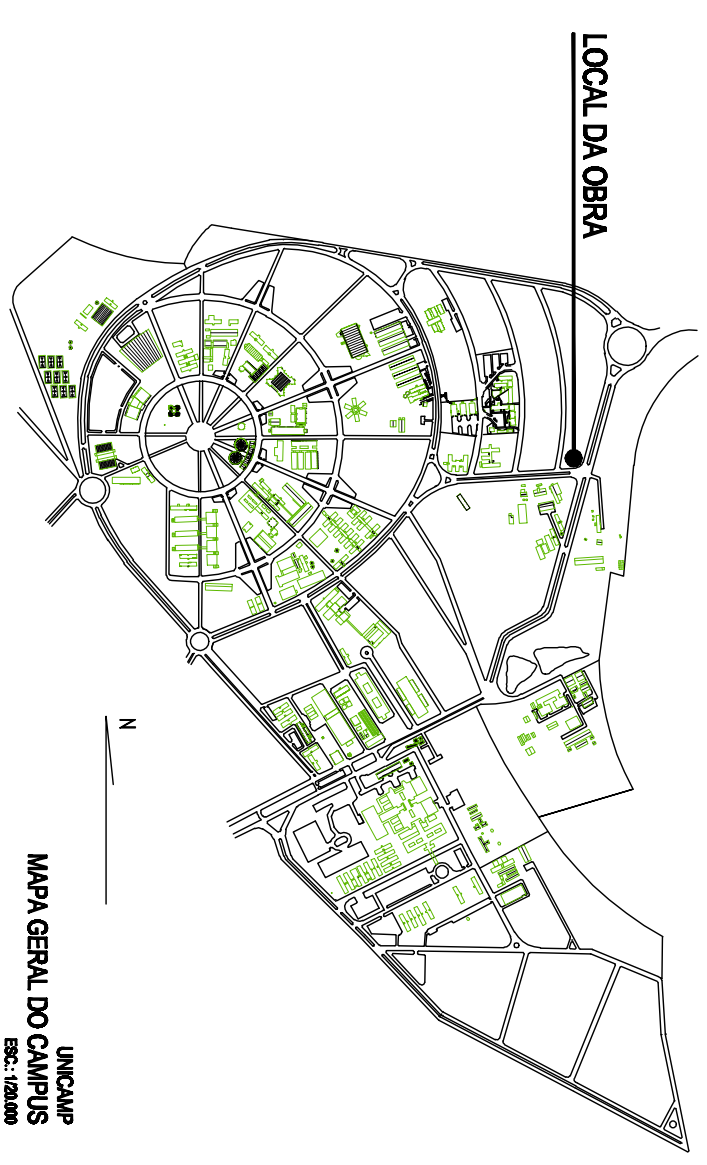 LOCAL DA OBRA
N
UNICAMP
MAPA GERAL DO CAMPUS
ESC.: 1/20.000